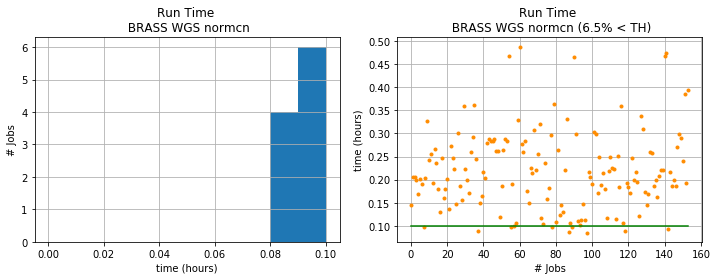 Run Time
BRASS WGS normcn
6
5
4
3
2
1
0
# Jobs
0.00 0.02 0.04 0.06 0.08 0.10
time (hours)
Run Time
BRASS WGS normcn (6.5% < TH)
0.50
0.45
0.40
0.35
0.30
0.25
0.20
0.15
0.10
time (hours)
0 20 40 60 80 100 120 140 160
# Jobs